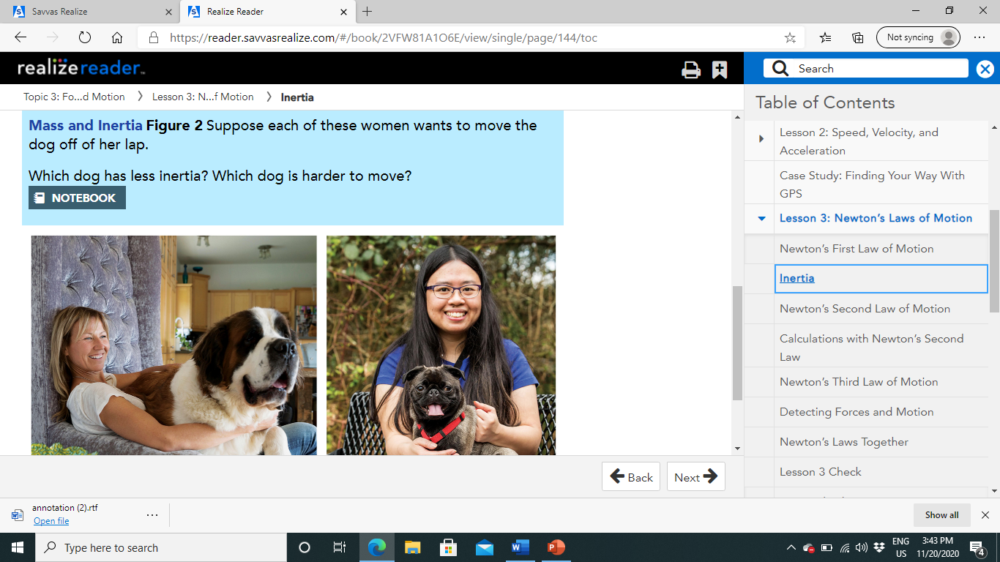 Savvas Realize
Realize Reader
https://reader.savvasrealize.com/#/book/2VFW81A1O6E/view/single/page/144/toc
Not syncing
realizereader™
Search
Topic 3: Fo...d Motion
Lesson 3: N...f Motion
Inertia
Table of Contents
Mass and Inertia Figure 2 Suppose each of these women wants to move the
dog off of her lap.
Which dog has less inertia? Which dog is harder to move?
NOTEBOOK
Lesson 2: Speed, Velocity, and
Acceleration
Case Study: Finding Your Way With
GPS
Lesson 3: Newton's Laws of Motion
Newton's First Law of Motion
Inertia
Newton's Second Law of Motion
Calculations with Newton's Second
Law
Newton's Third Law of Motion
Detecting Forces and Motion
Newton's Laws Together
Lesson 3 Check
Back
Next
annotation (2).rtf
Open file
Show all
Type here to search
ENG
US
3:43 PM
11/20/2020
4